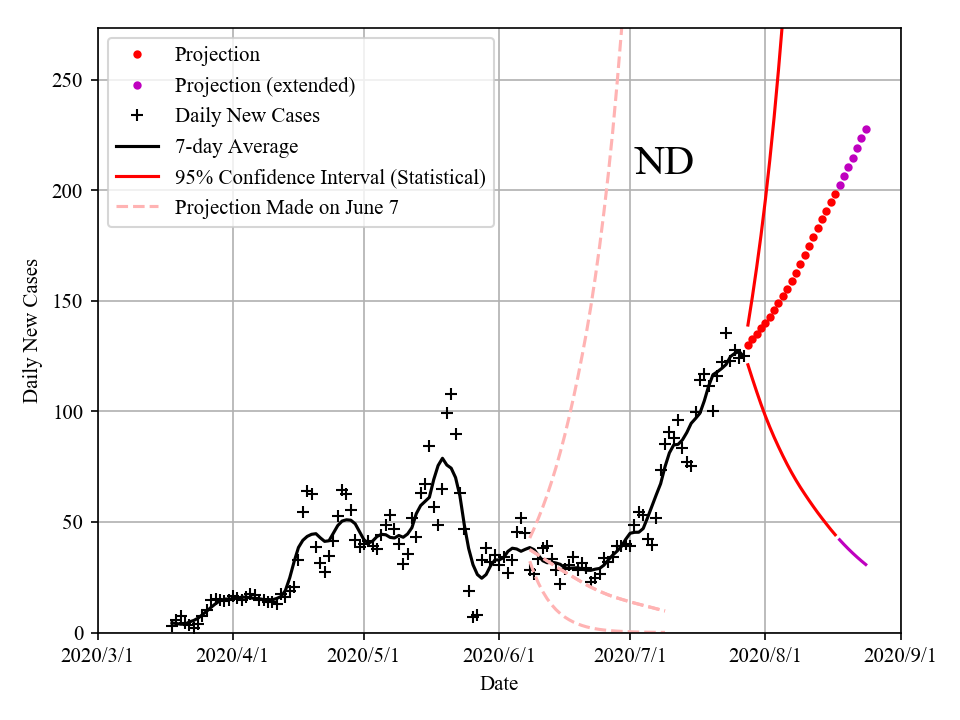 Projection
Projection (extended)
Daily New Cases
7-day Average
95% Confidence Interval (Statistical)
Projection Made on June 7
ND
250
200
150
100
50
0
Daily New Cases
2020/3/1 2020/4/1 2020/5/1 2020/6/1 2020/7/1 2020/8/1 2020/9/1
Date